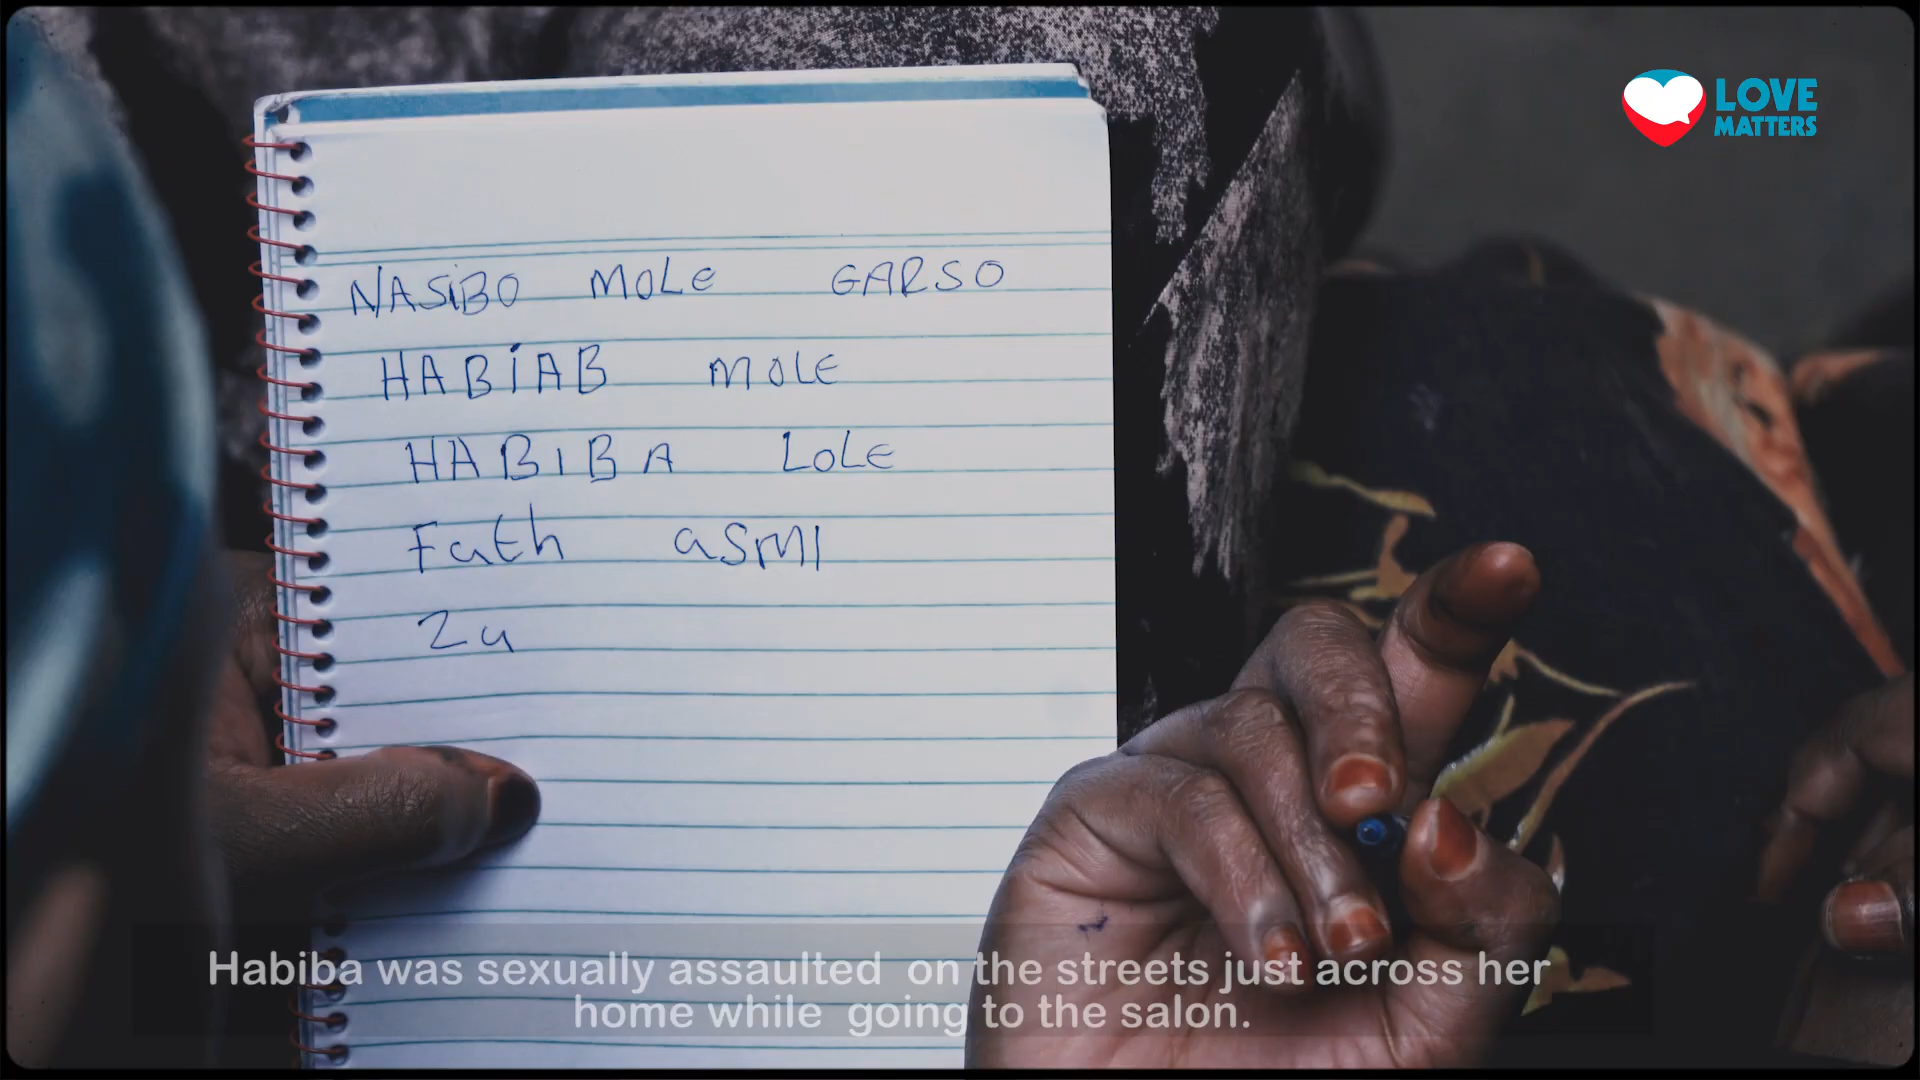 LOVE
MATTERS
NASIBO MOLE GARSO
HABIAB MOLE
HABIBA LOLE
Fath asmi
Zu
Habiba was sexually assaulted on the streets just across her
home while going to the salon.